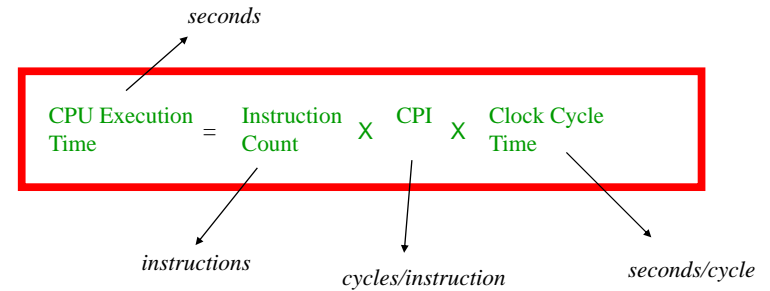 seconds
CPU Execution Time = Instruction Count X CPI X Clock Cycle Time
instructions
cycles/instruction
seconds/cycle